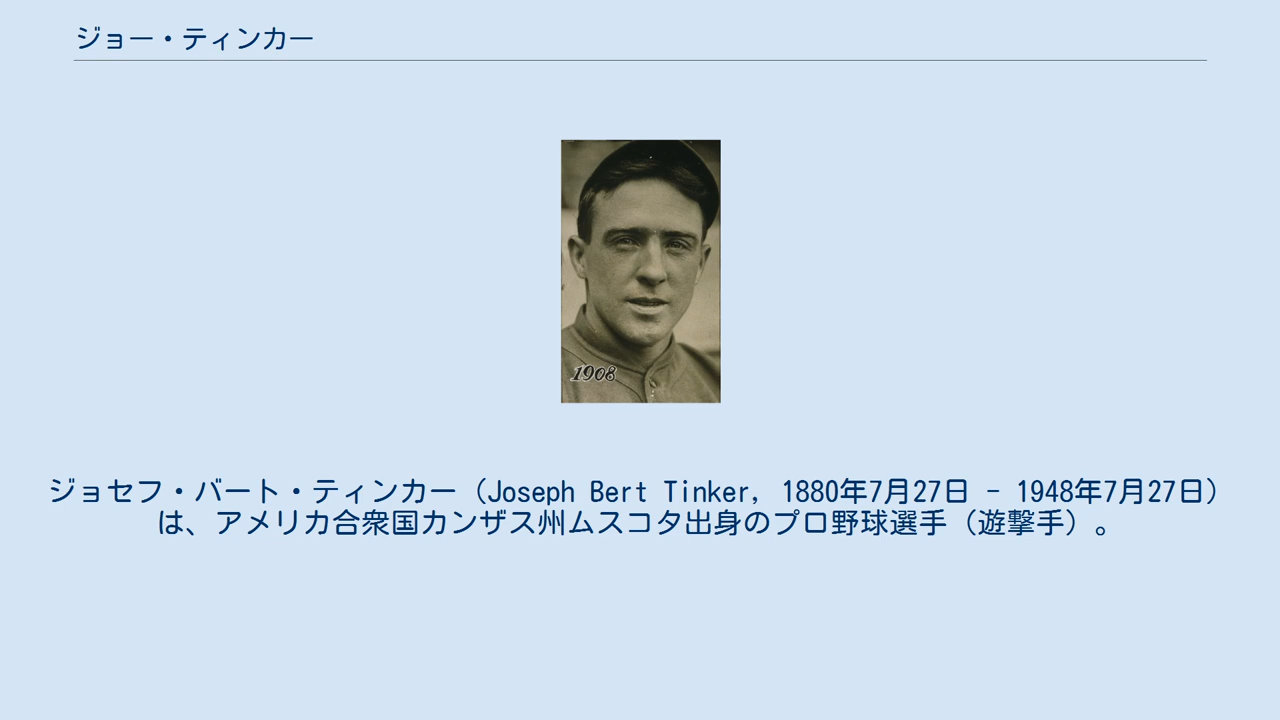 ジョー・ティンカー
1908
ジョセフ・バート・ティンカー（Joseph Bert Tinker, 1880年7月27日 - 1948年7月27日）
は、アメリカ合衆国カンザス州ムスコタ出身のプロ野球選手（遊撃手）。